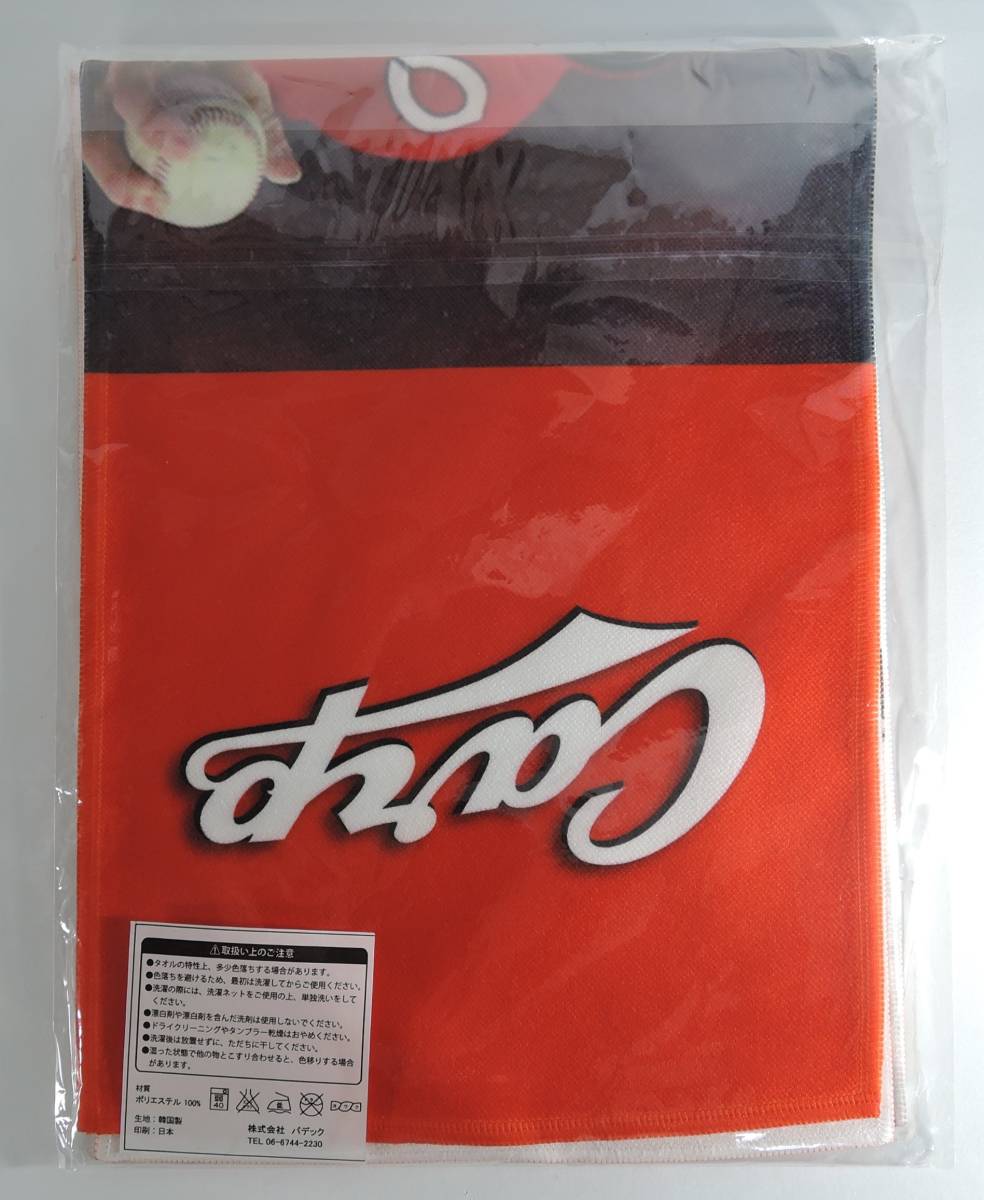 Carp
取扱い上のご注意
●タオルの特性上、多少色落ちする場合があります。
●色落ちを避けるため、最初は洗濯してからご使用ください。
●洗濯の際には、洗濯ネットをご使用の上、単独洗いをして
ください。
●漂白剤や漂白剤を含んだ洗剤は使用しないでください。
●ドライクリーニングやタンブラー乾燥はおやめください。
●洗濯後は放置せずに、ただちに干してください。
●湿った状態で他の物とこすり合わせると、色移りする場合
があります。
材質
ポリエステル 100%
40
生地:韓国製
印刷:日本
株式会社 パデック
TEL 06-6744-2230